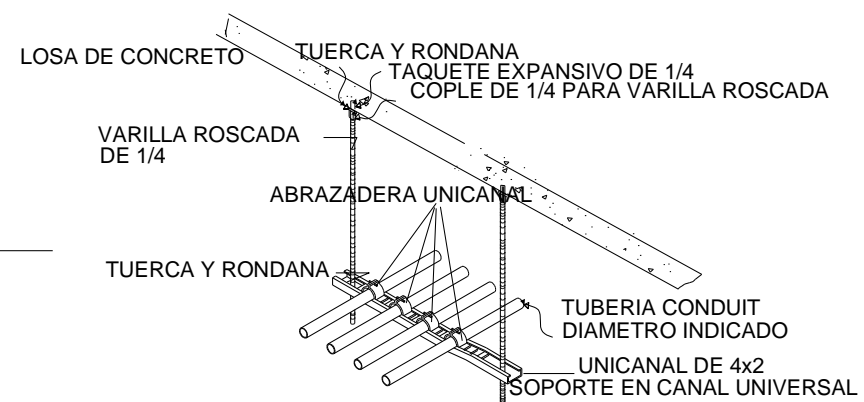 LOSA DE CONCRETO
TUERCA Y RONDANA
TAQUETE EXPANSIVO DE 1/4
COPLE DE 1/4 PARA VARILLA ROSCADA
VARILLA ROSCADA
DE 1/4
ABRAZADERA UNICANAL
TUERCA Y RONDANA
TUBERIA CONDUIT
DIAMETRO INDICADO
UNICANAL DE 4x2
SOPORTE EN CANAL UNIVERSAL